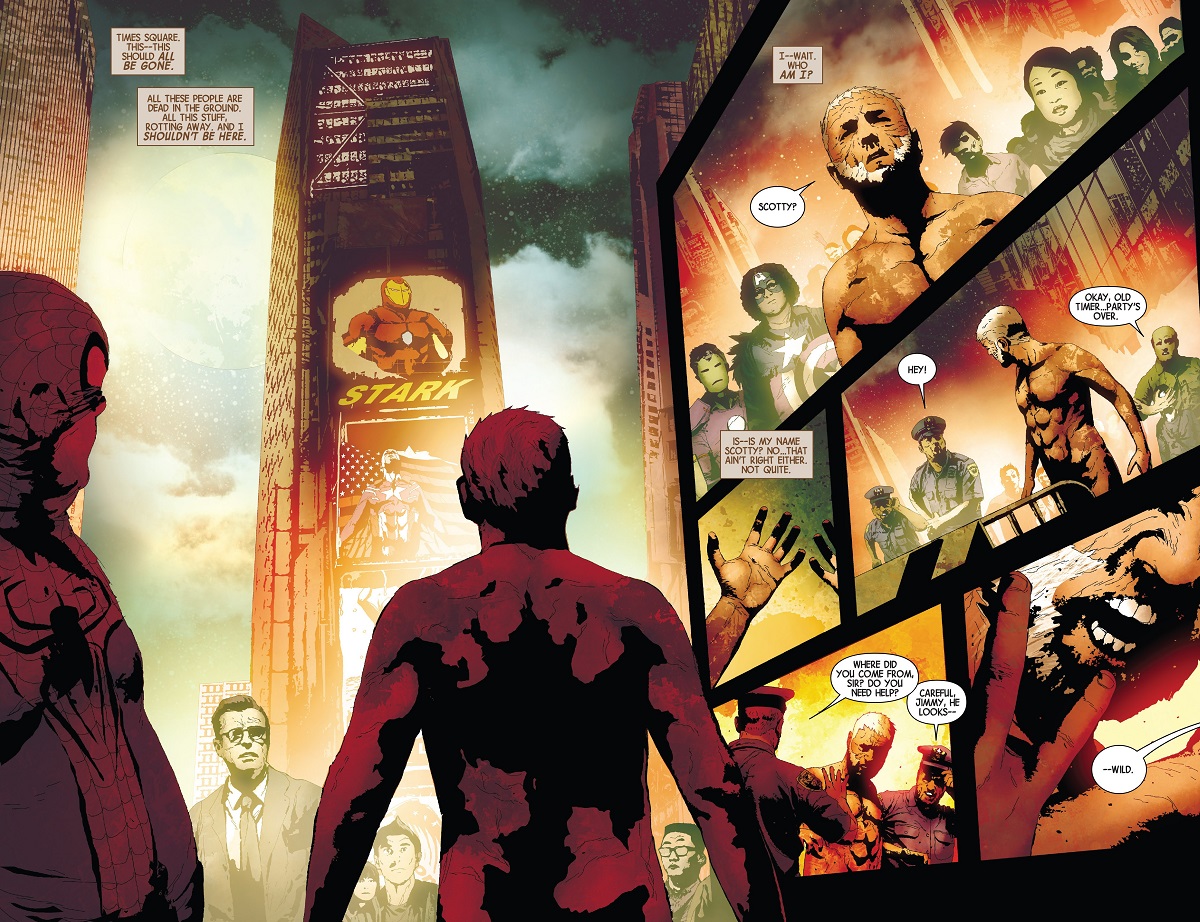 TIMES SQUARE.
THIS--THIS
SHOULD ALL
BE GONE.
ALL THESE PEOPLE ARE
DEAD IN THE GROUND.
ALL THIS STUFF,
ROTTING AWAY. AND I
SHOULDN'T BE HERE.
STARK
I--WAIT.
WHO
AM I?
SCOTTY?
IS--IS MY NAME
SCOTTY? NO...THAT
AIN'T RIGHT EITHER.
NOT QUITE.
HEY!
OKAY, OLD
TIMER...PARTY'S
OVER.
WHERE DID
YOU COME FROM,
SIR? DO YOU
NEED HELP?
CAREFUL,
JIMMY, HE
LOOKS--
--WILD.